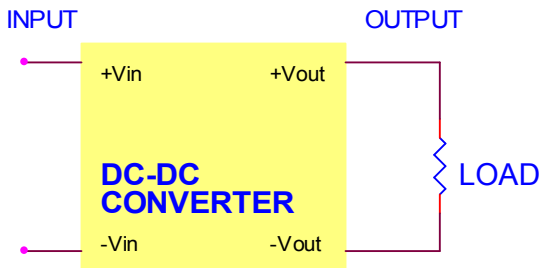 INPUT OUTPUT
+Vin +Vout
DC-DC
CONVERTER
LOAD
-Vin -Vout